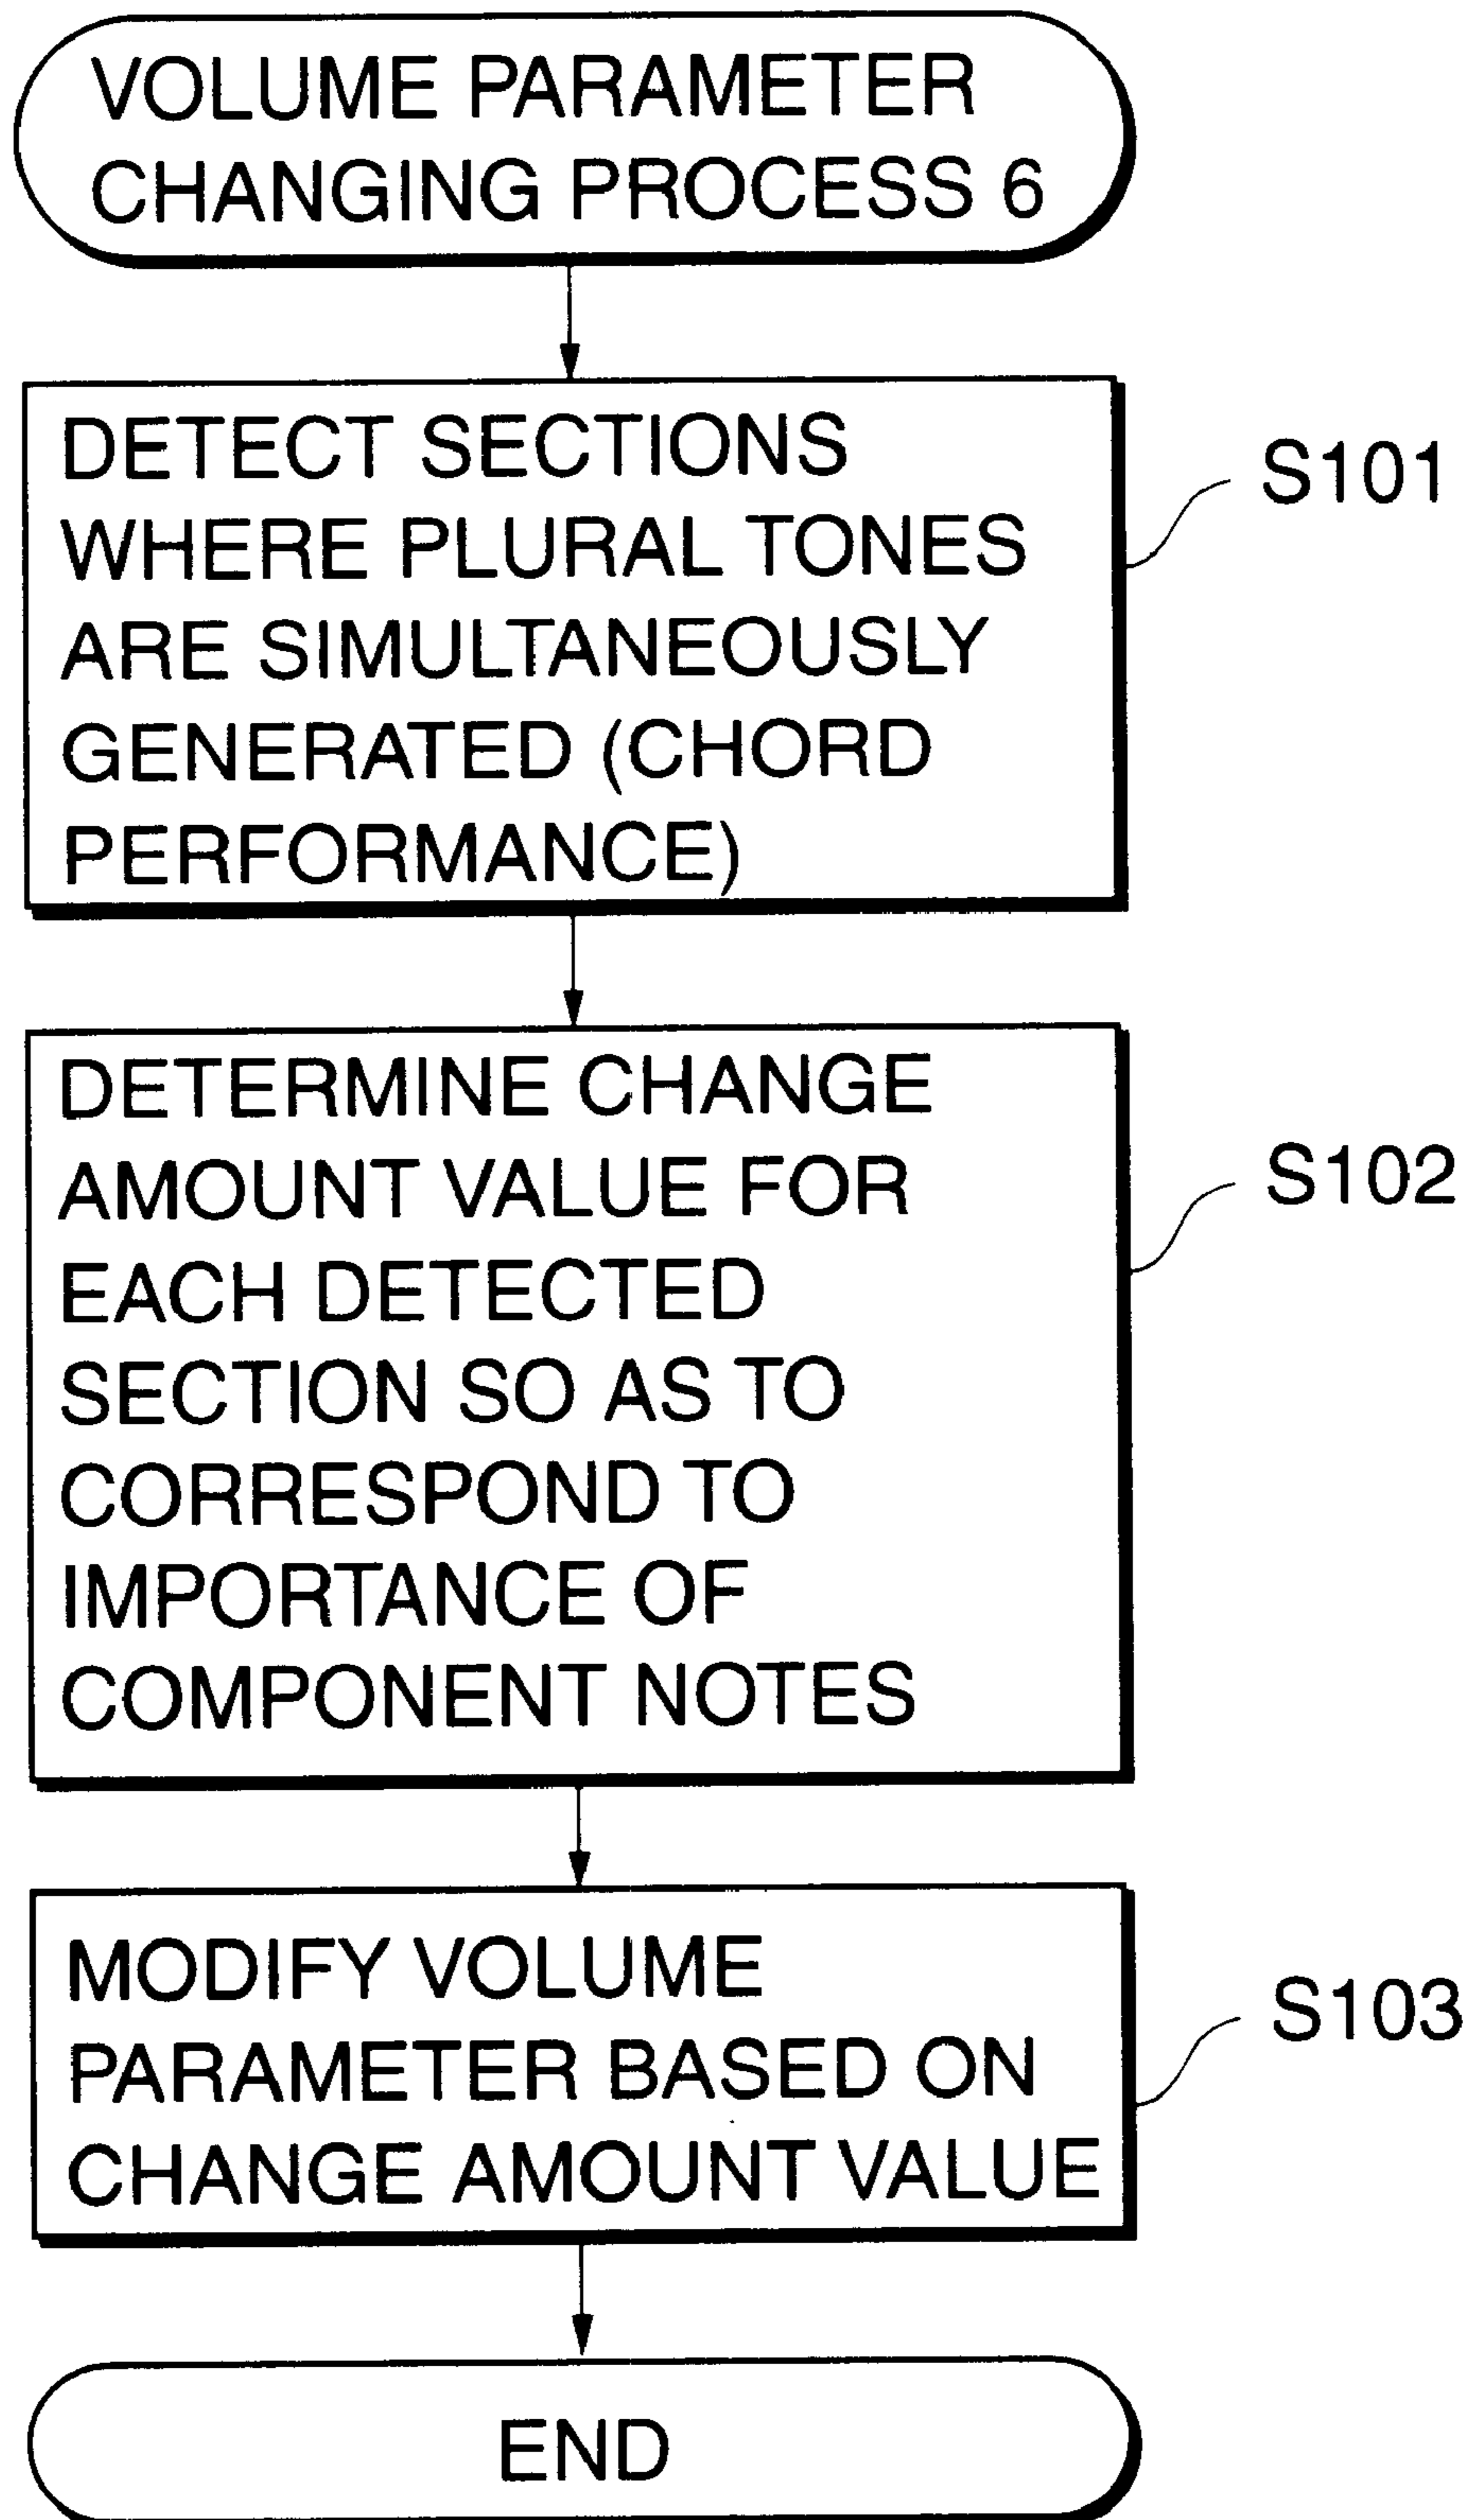 VOLUME PARAMETER
CHANGING PROCESS 6
DETECT SECTIONS
WHERE PLURAL TONES
ARE SIMULTANEOUSLY
GENERATED (CHORD
PERFORMANCE)
S101
DETERMINE CHANGE
AMOUNT VALUE FOR
EACH DETECTED
SECTION SO AS TO
CORRESPOND TO
IMPORTANCE OF
COMPONENT NOTES
S102
MODIFY VOLUME
PARAMETER BASED ON
CHANGE AMOUNT VALUE
S103
END